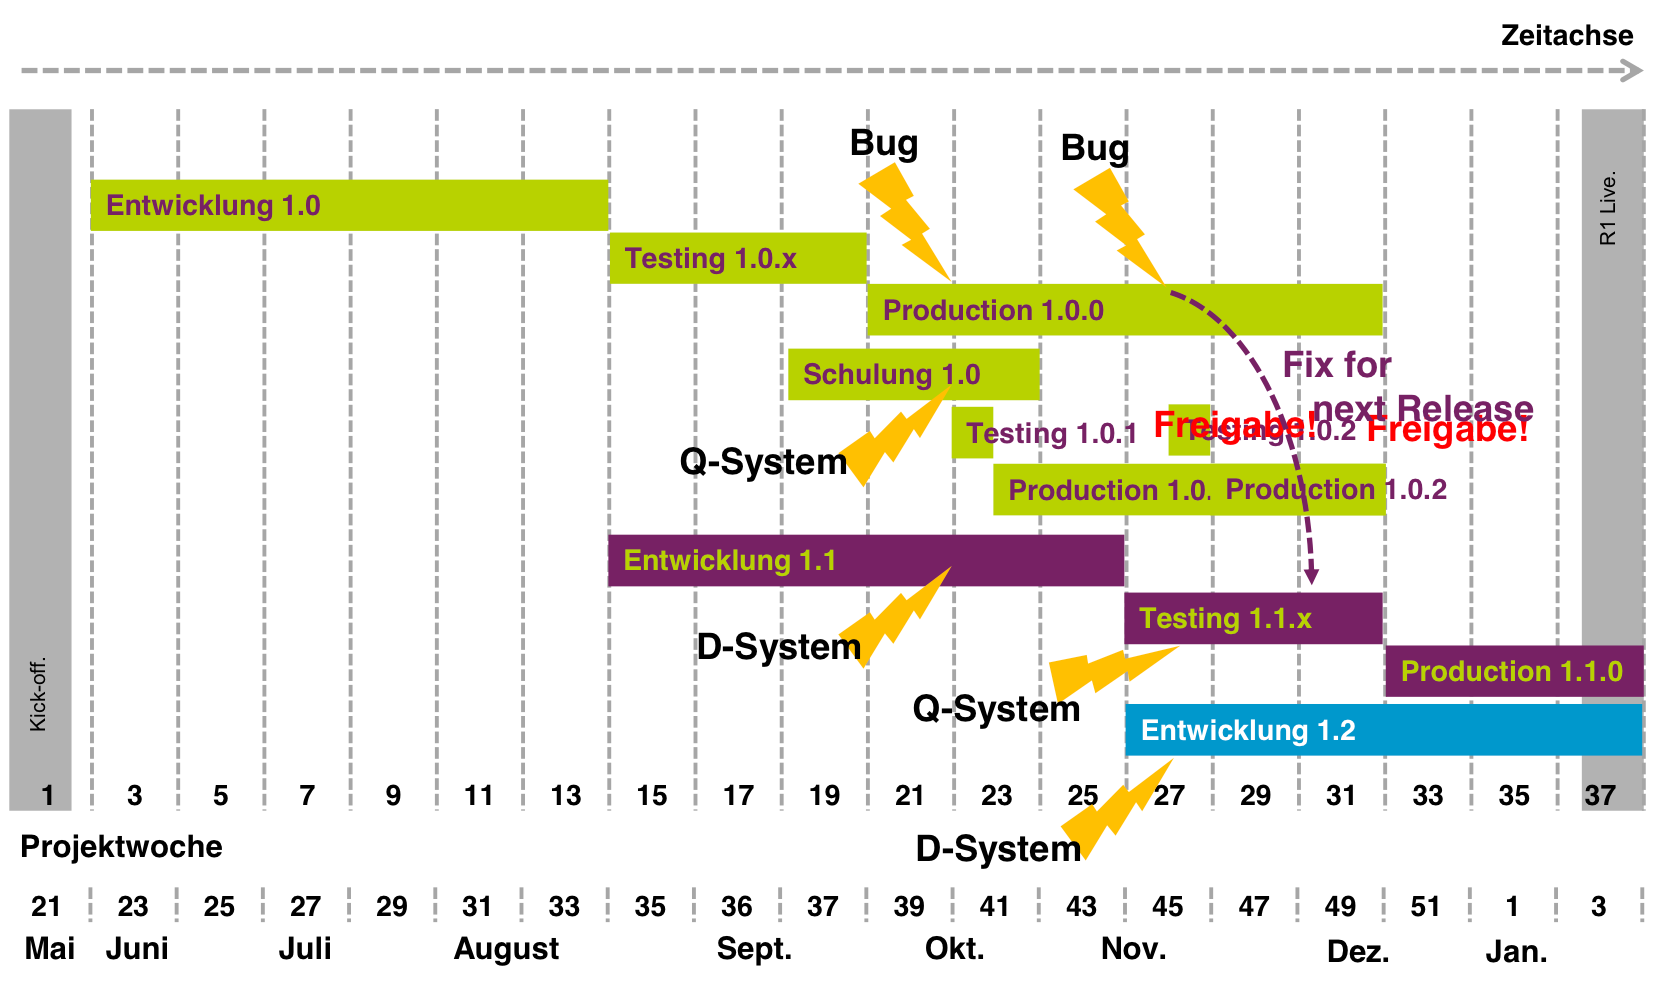 Zeitachse
Bug
Bug
Entwicklung 1.0
R1 Live.
Testing 1.0.x
Production 1.0.0
Fix for
next Release
Schulung 1.0
Testing 1.0.1
Freigabe!
Testing 1.0.2
Freigabe!
Q-System
Production 1.0.
Production 1.0.2
Entwicklung 1.1
Testing 1.1.x
D-System
Kick-off.
Production 1.1.0
Q-System
Entwicklung 1.2
1 3 5 7 9 11 13 15 17 19 21 23 25 27 29 31 33 35 37
Projektwoche
D-System
21 23 25 27 29 31 33 35 36 37 39 41 43 45 47 49 51 1 3
Mai Juni Juli August Sept. Okt. Nov. Dez. Jan.